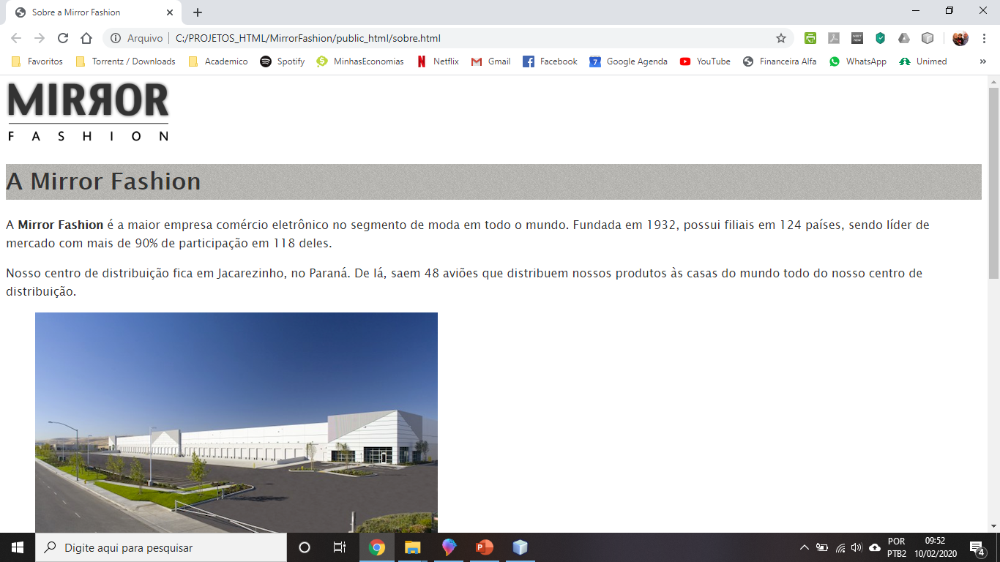 Sobre a Mirror Fashion
Arquivo C:/PROJETOS_HTML/MirrorFashion/public_html/sobre.html
Favoritos Torrentz / Downloads Academico Spotify MinhasEconomias Netflix Gmail Facebook Google Agenda YouTube Financeira Alfa WhatsApp Unimed »
MIRЯOR
FASHION
A Mirror Fashion
A Mirror Fashion é a maior empresa comércio eletrônico no segmento de moda em todo o mundo. Fundada em 1932, possui filiais em 124 países, sendo líder de
mercado com mais de 90% de participação em 118 deles.
Nosso centro de distribuição fica em Jacarezinho, no Paraná. De lá, saem 48 aviões que distribuem nossos produtos às casas do mundo todo do nosso centro de
distribuição.
Digite aqui para pesquisar
POR
PTB2
09:52
10/02/2020
4